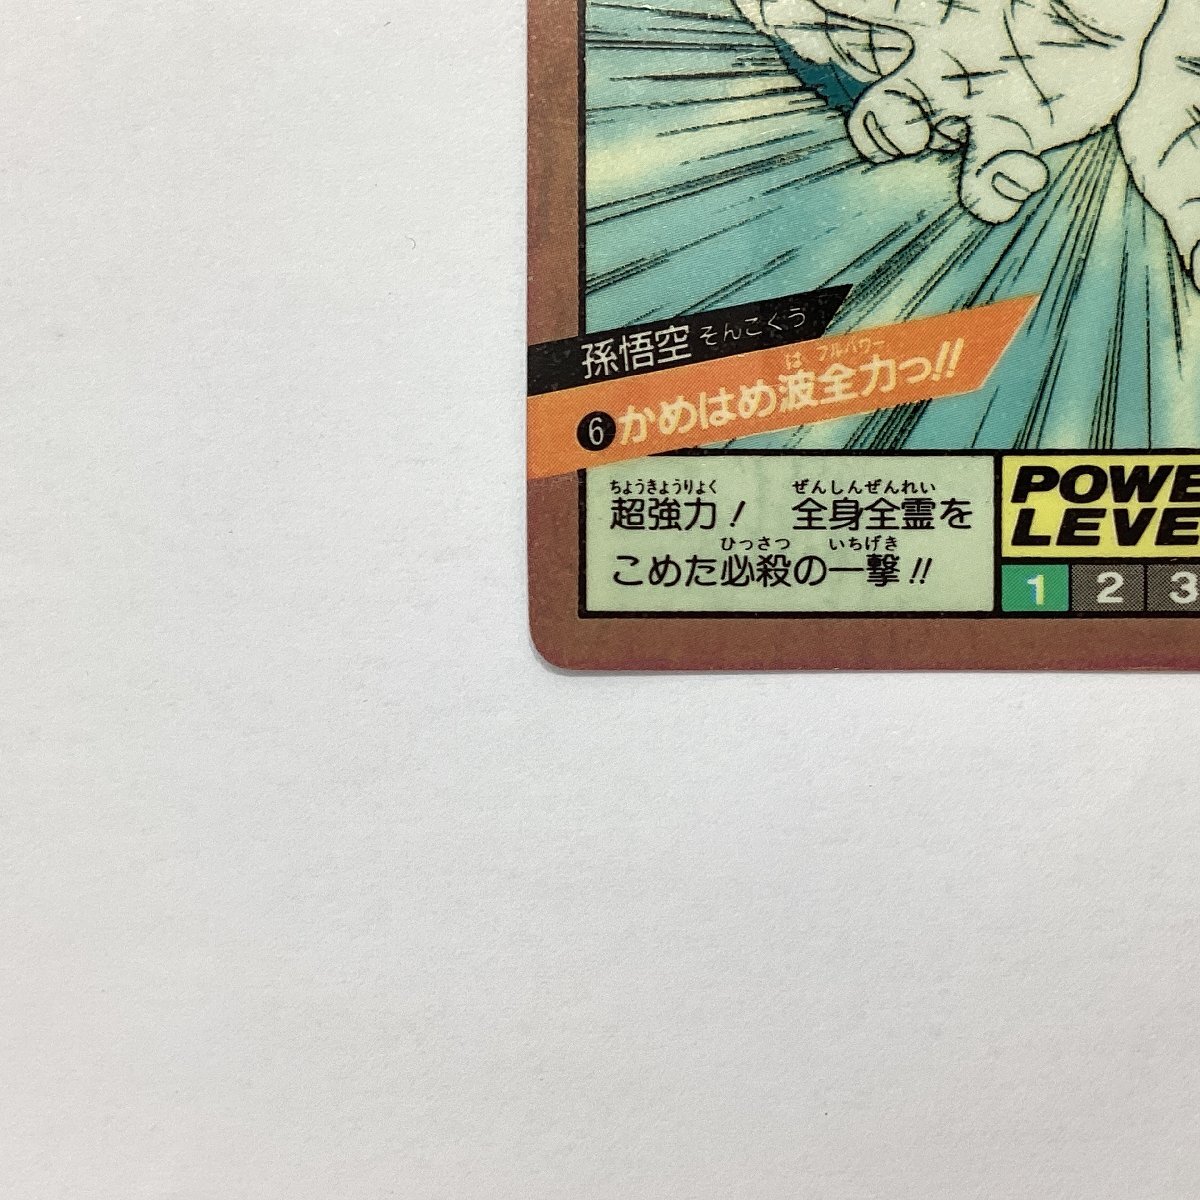 孫悟空 そんごくう
は フルパワー
6 かめはめ波全力っ!!
ちょうきょうりょく ぜんしんぜんれい
超強力! 全身全霊を
ひっさつ いちげき
こめた必殺の一撃!!
POWE
LEVE
1 2 3